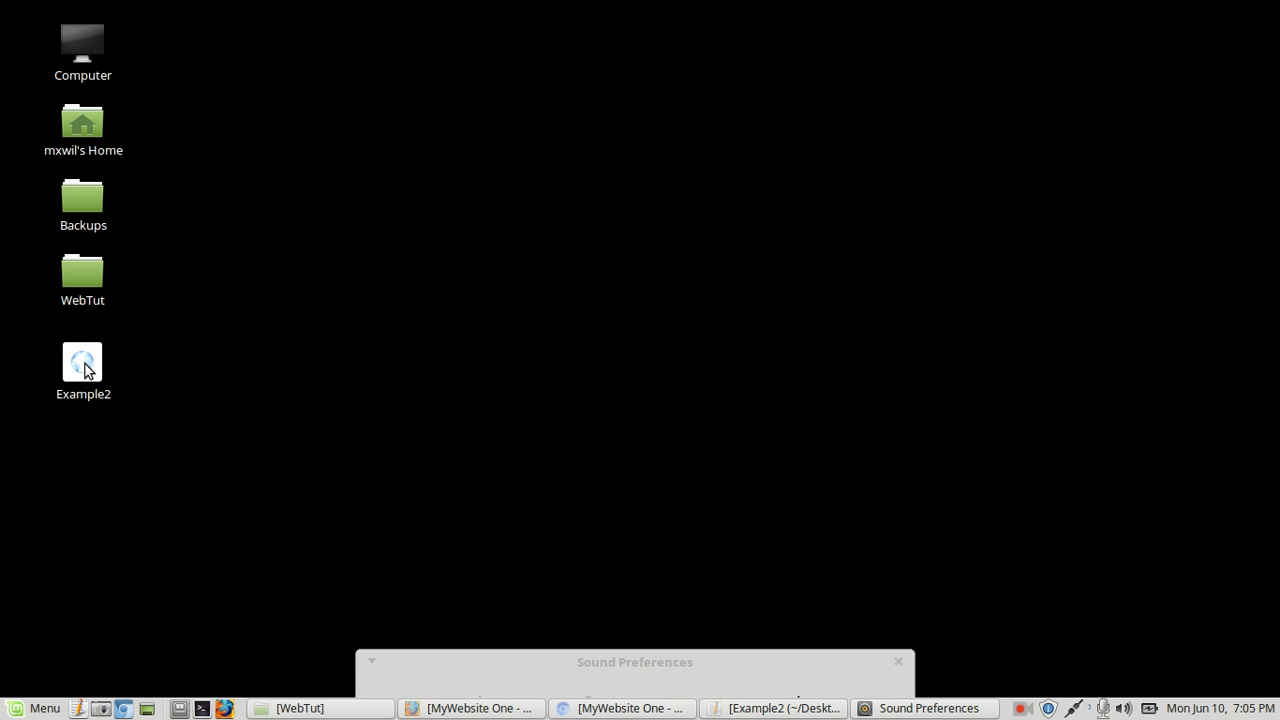 Computer
mxwil's Home
Backups
WebTut
Example2
Sound Preferences
Menu
[WebTut]
[MyWebsite One - ...
[MyWebsite One - ...
[Example2 (~/Deskt...
Sound Preferences
Mon Jun 10, 7:05 PM